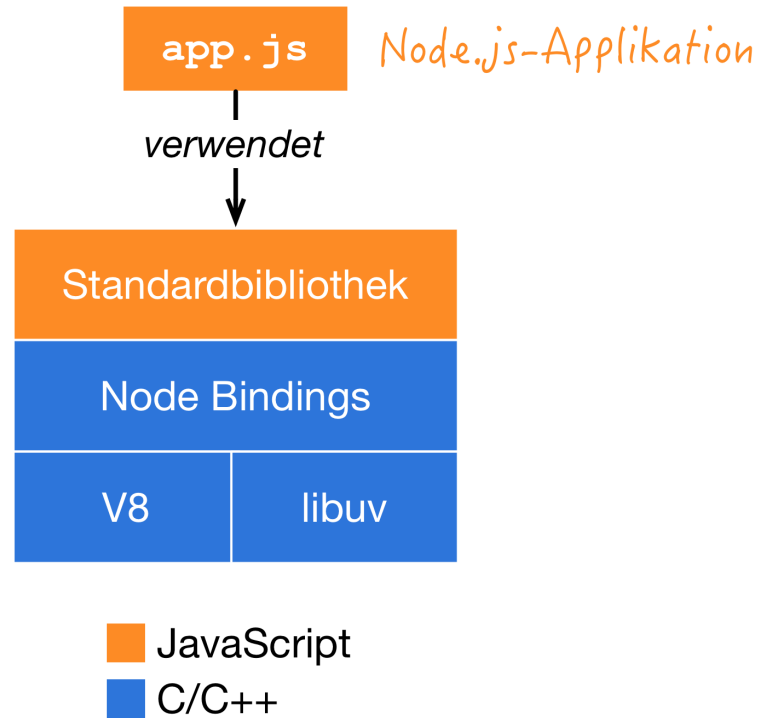 app.js
Node.js-Applikation
verwendet
Standardbibliothek
Node Bindings
V8
libuv
JavaScript
C/C++